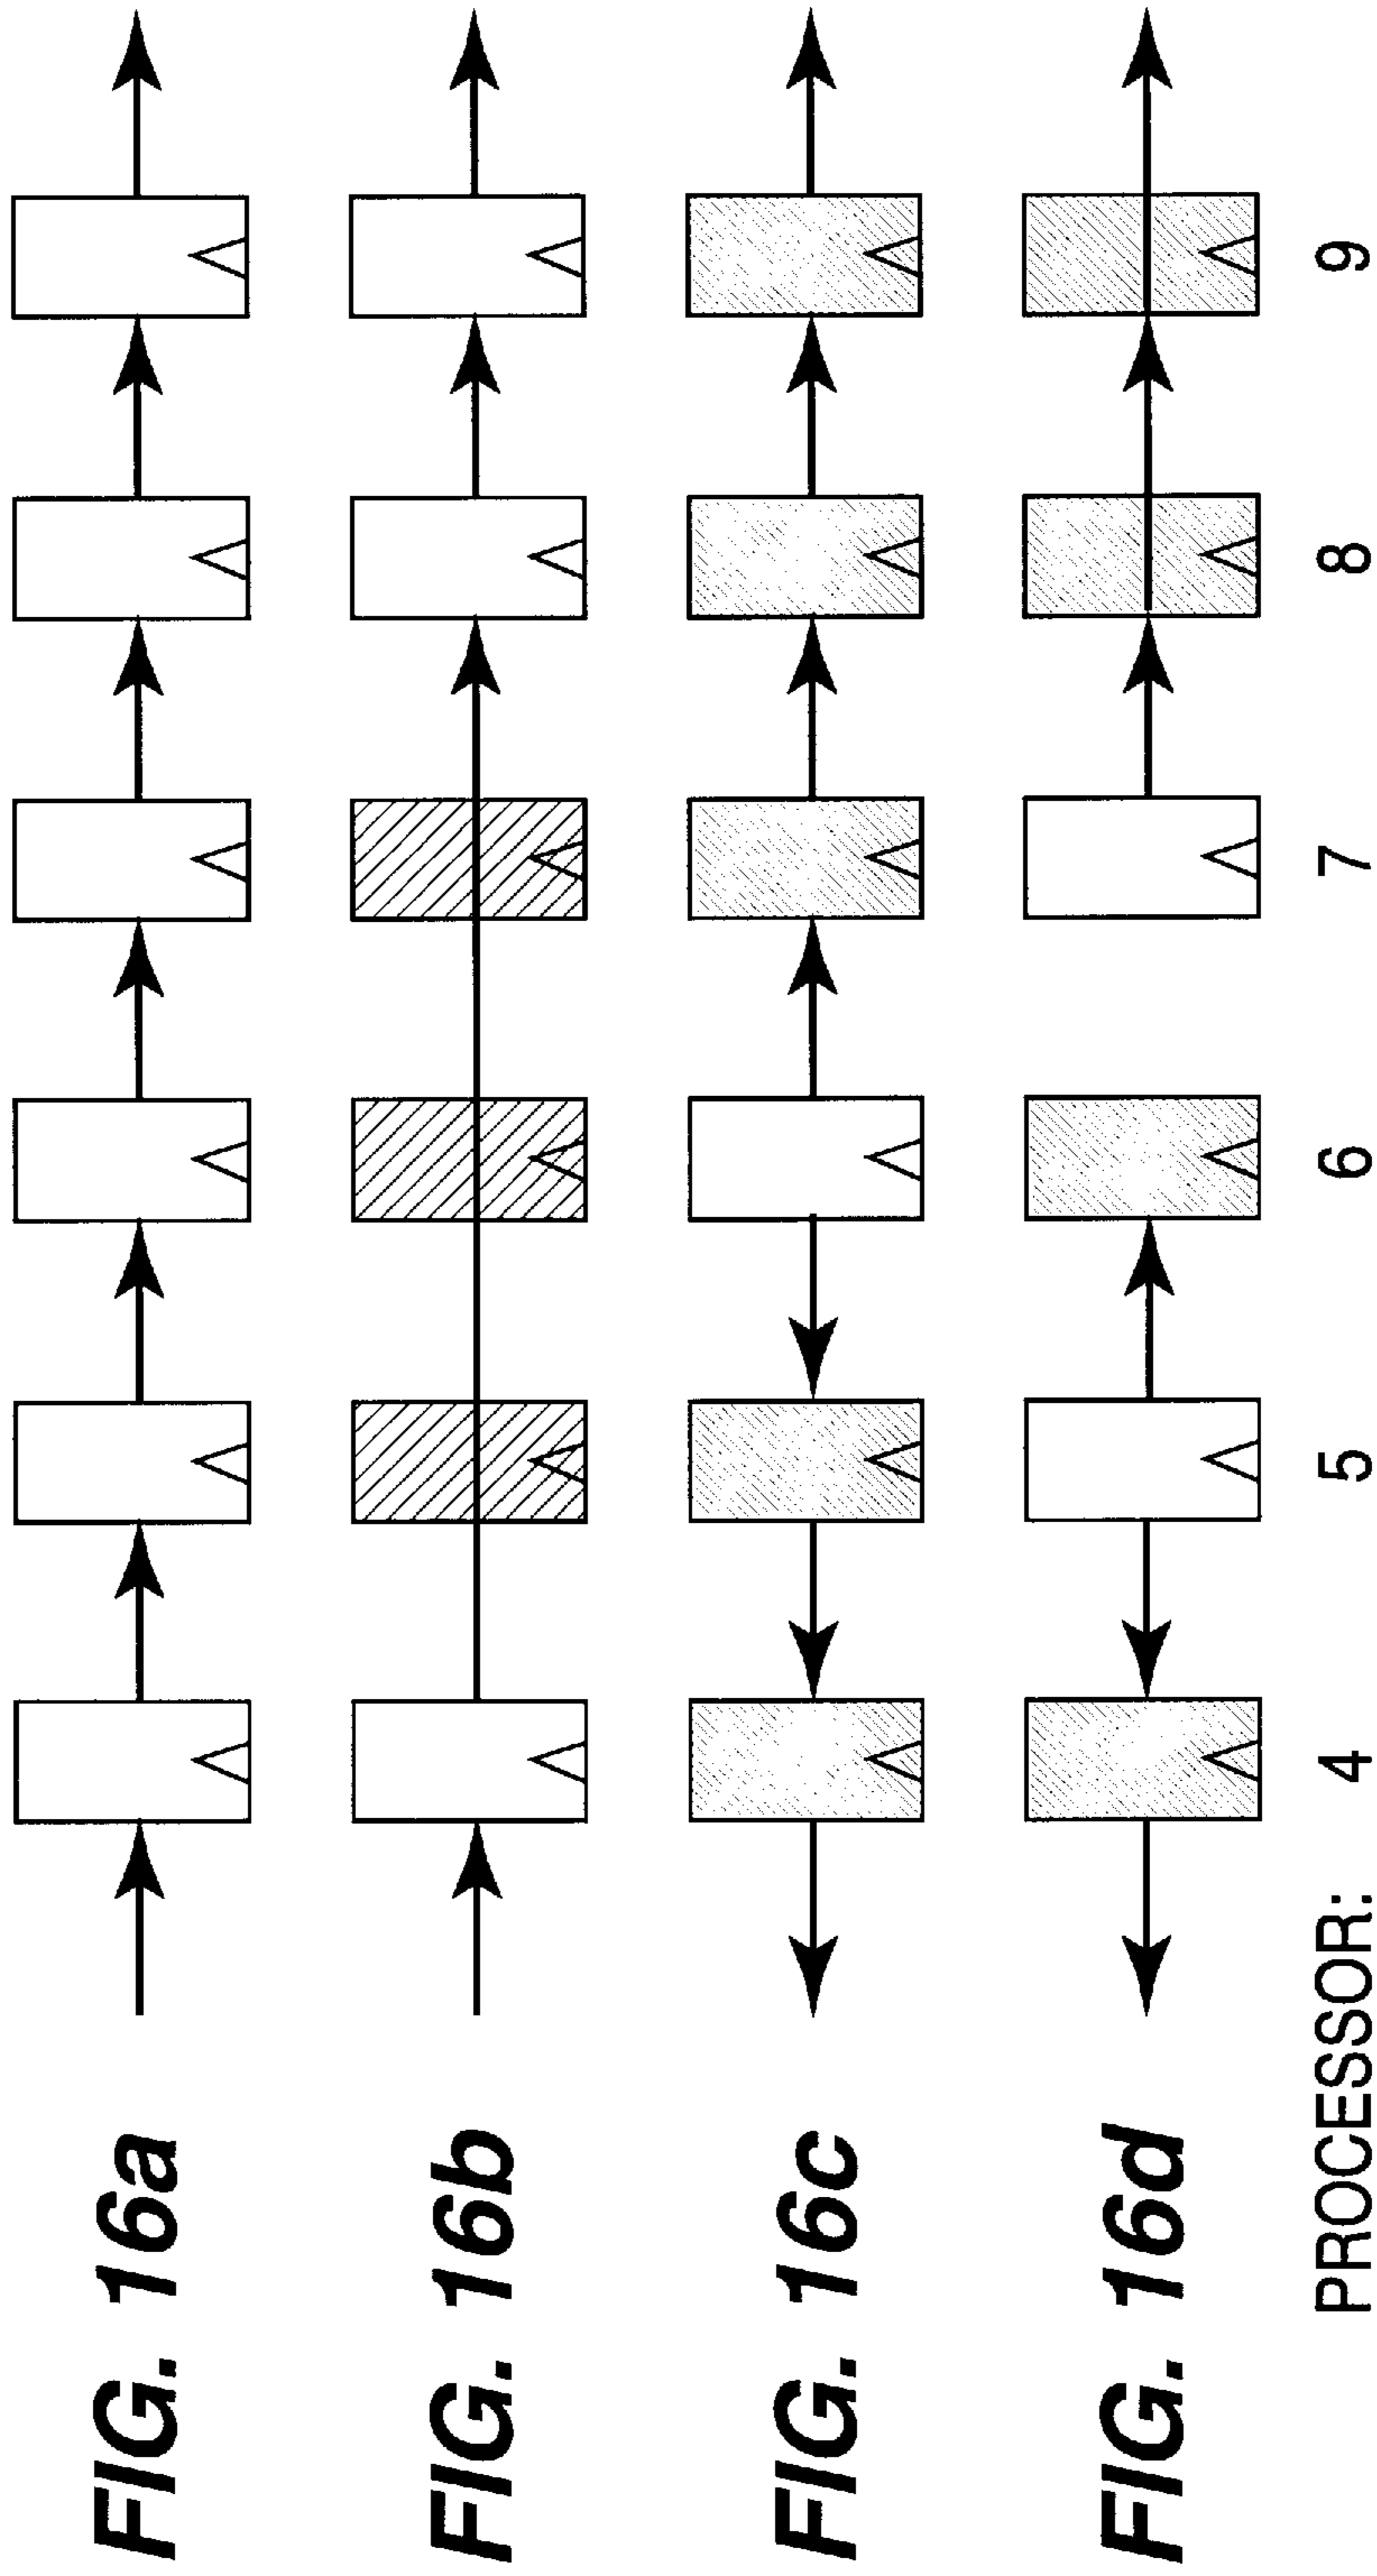 FIG. 16a
FIG. 16b
FIG. 16c
FIG. 16d
PROCESSOR: 4 5 6 7 8 9